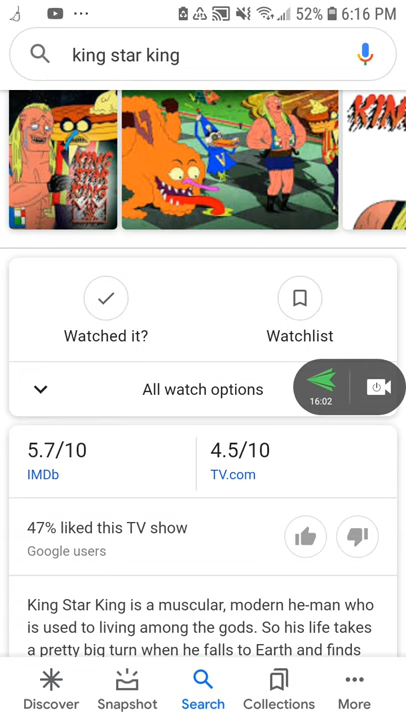 52% 6:16 PM
king star king
KING
STAR
KING
V
V
KIN
Watched it?
Watchlist
All watch options
16:02
5.7/10
4.5/10
IMDb
TV.com
47% liked this TV show
Google users
King Star King is a muscular, modern he-man who
is used to living among the gods. So his life takes
a pretty big turn when he falls to Earth and finds
Discover Snapshot Search Collections More